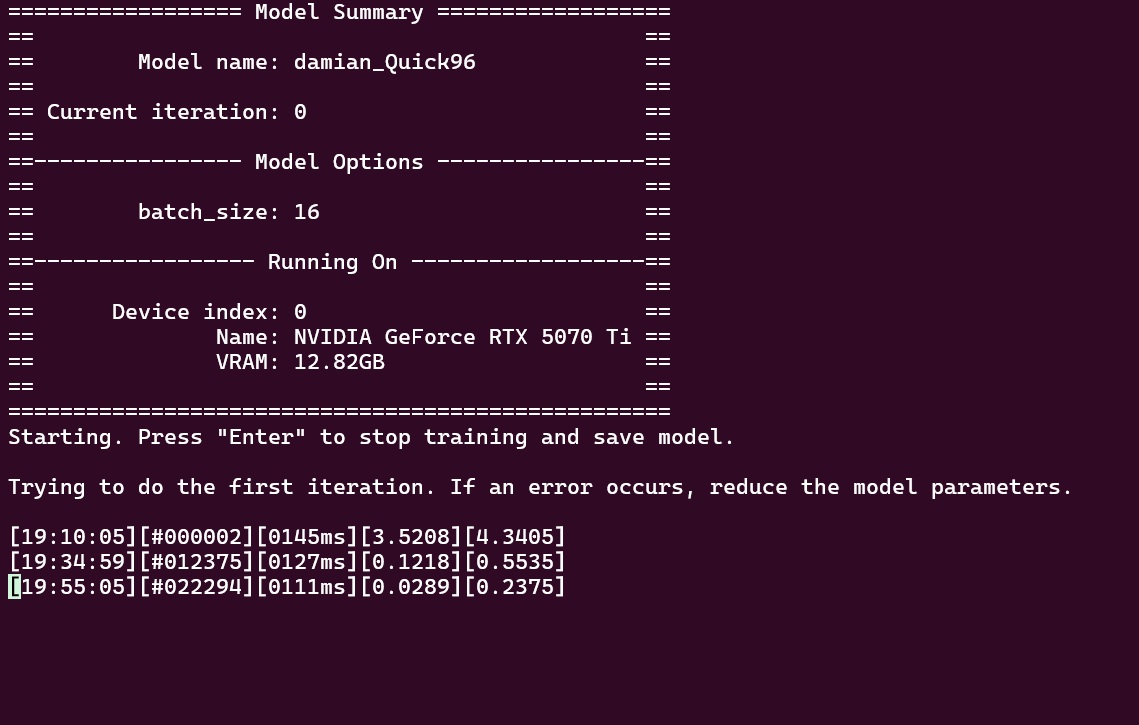 ================== Model Summary ==================
==                                               ==
==        Model name: damian_Quick96             ==
==                                               ==
== Current iteration: 0                          ==
==                                               ==
==---------------- Model Options ----------------==
==                                               ==
==        batch_size: 16                         ==
==                                               ==
==----------------- Running On ------------------==
==                                               ==
==      Device index: 0                          ==
==              Name: NVIDIA GeForce RTX 5070 Ti ==
==              VRAM: 12.82GB                    ==
==                                               ==
===================================================
Starting. Press "Enter" to stop training and save model.
Trying to do the first iteration. If an error occurs, reduce the model parameters.
[19:10:05][#000002][0145ms][3.5208][4.3405]
[19:34:59][#012375][0127ms][0.1218][0.5535]
[19:55:05][#022294][0111ms][0.0289][0.2375]